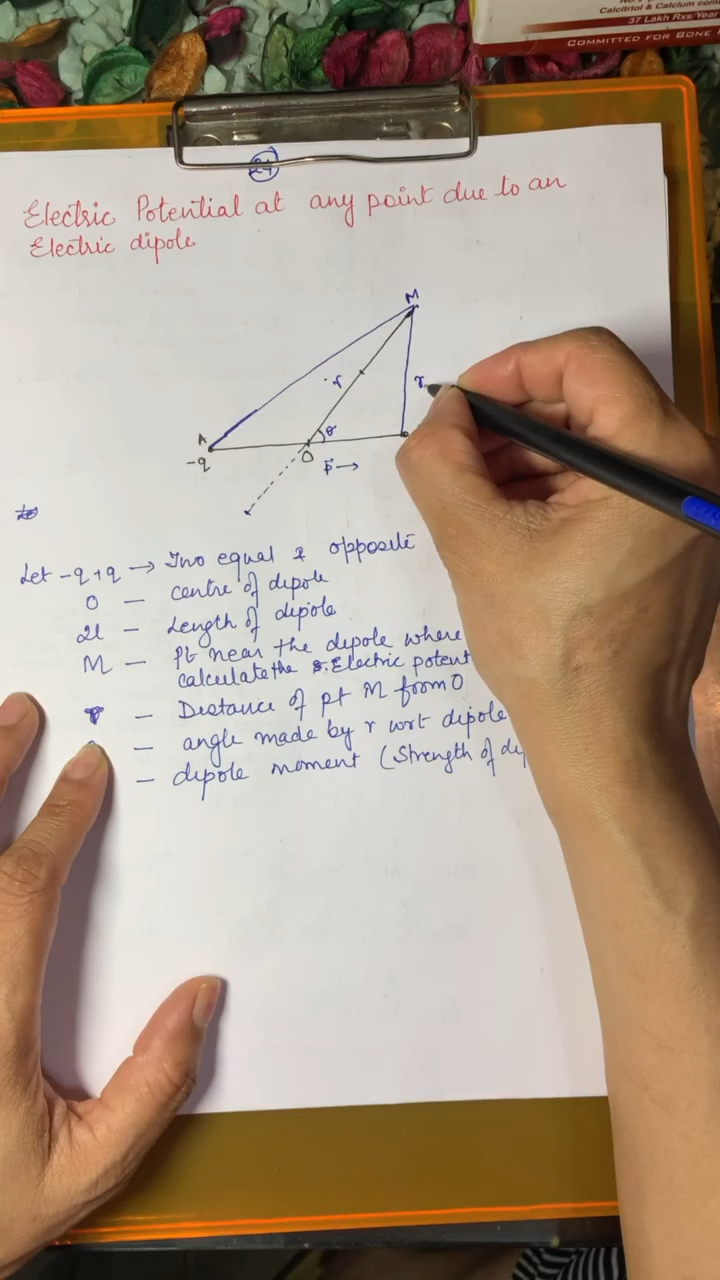 Calcitriol & Calcium
37 Lakh Rxs/Year
COMMITTED FOR BONE
24
Electric Potential at any point due to an
Electric dipole
M
r
r
A
θ
-q
O
p→
Let -q +q → Two equal & opposite
O - centre of dipole
2l - Length of dipole
M - Pt near the dipole where
calculate the Electric potent
r - Distance of pt M from O
- angle made by r wrt dipole
- dipole moment (Strength of dip